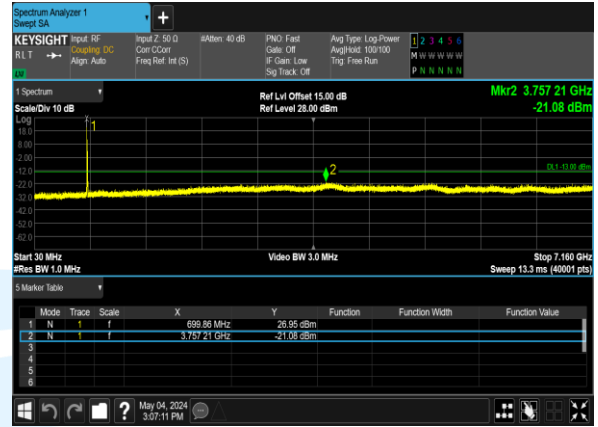 Spectrum Analyzer 1
Swept SA
+
KEYSIGHT Input: RF Input Z: 50 Ω #Atten: 40 dB PNO: Fast Avg Type: Log-Power 1 2 3 4 5 6
RLT Coupling: DC Corr CCorr Gate: Off Avg|Hold: 100/100 M W W W W W
Align: Auto Freq Ref: Int (S) IF Gain: Low Trig: Free Run
Sig Track: Off P N N N N N
LXI
1 Spectrum Ref Lvl Offset 15.00 dB Mkr2 3.757 21 GHz
Scale/Div 10 dB Ref Level 28.00 dBm -21.08 dBm
Log
1
18.0
8.00
-2.00
-12.0 2 DL1 -13.00 dBm
-22.0
-32.0
-42.0
-52.0
-62.0
Start 30 MHz Video BW 3.0 MHz Stop 7.160 GHz
#Res BW 1.0 MHz Sweep 13.3 ms (40001 pts)
5 Marker Table
Mode Trace Scale X Y Function Function Width Function Value
1 N 1 f 699.86 MHz 26.95 dBm
2 N 1 f 3.757 21 GHz -21.08 dBm
3
4
5
6
? May 04, 2024
3:07:11 PM